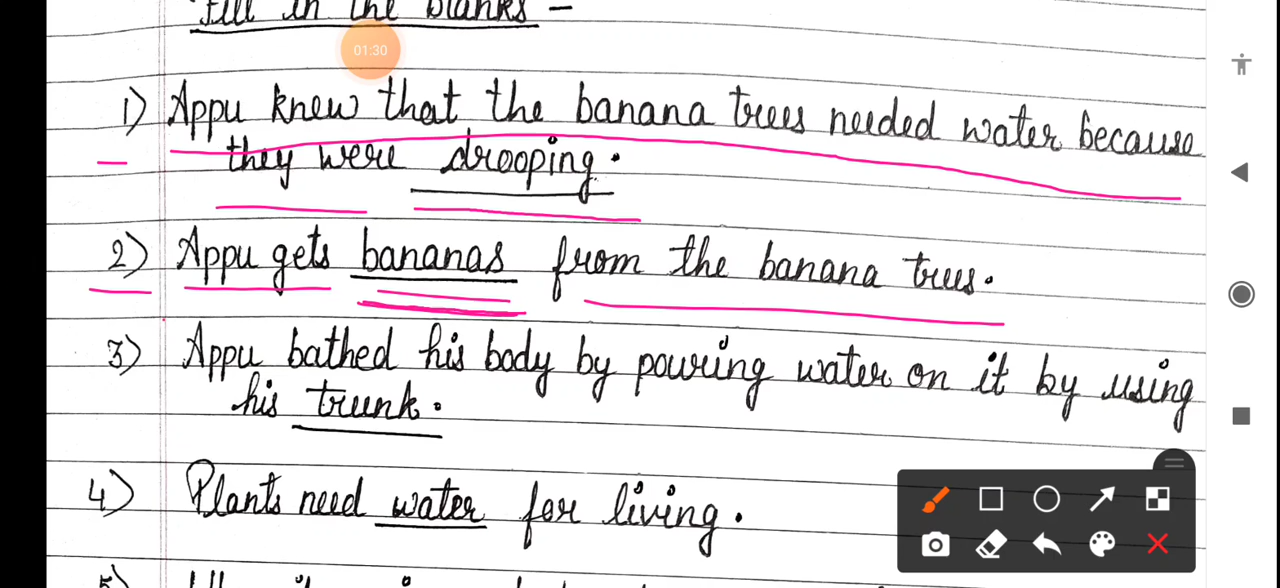 Fill in the blanks -
01:30
1) Appu knew that the banana trees needed water because
they were drooping.
2) Appu gets bananas from the banana trees.
3) Appu bathed his body by pouring water on it by using
his trunk.
4) Plants need water for living.
5)